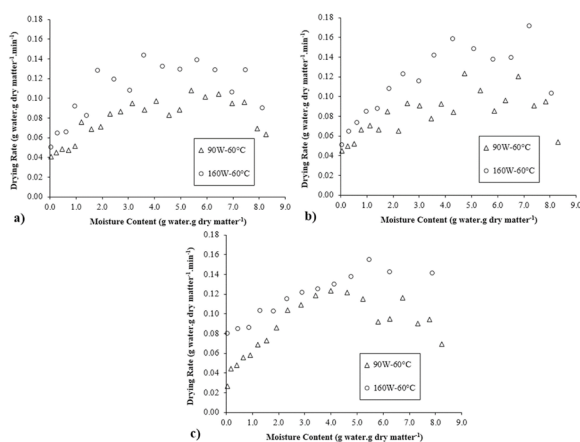 Drying Rate (g water.g dry matter⁻¹.min⁻¹)
0.18
0.16
0.14
0.12
0.10
0.08
0.06
0.04
0.02
0.00
90W-60°C
160W-60°C
0.0 1.0 2.0 3.0 4.0 5.0 6.0 7.0 8.0 9.0
a) Moisture Content (g water.g dry matter⁻¹)
Drying Rate (g water.g dry matter⁻¹.min⁻¹)
0.18
0.16
0.14
0.12
0.10
0.08
0.06
0.04
0.02
0.00
90W-60°C
160W-60°C
0.0 1.0 2.0 3.0 4.0 5.0 6.0 7.0 8.0 9.0
b) Moisture Content (g water.g dry matter⁻¹)
Drying Rate (g water.g dry matter⁻¹.min⁻¹)
0.18
0.16
0.14
0.12
0.10
0.08
0.06
0.04
0.02
0.00
90W-60°C
160W-60°C
0.0 1.0 2.0 3.0 4.0 5.0 6.0 7.0 8.0 9.0
c) Moisture Content (g water.g dry matter⁻¹)